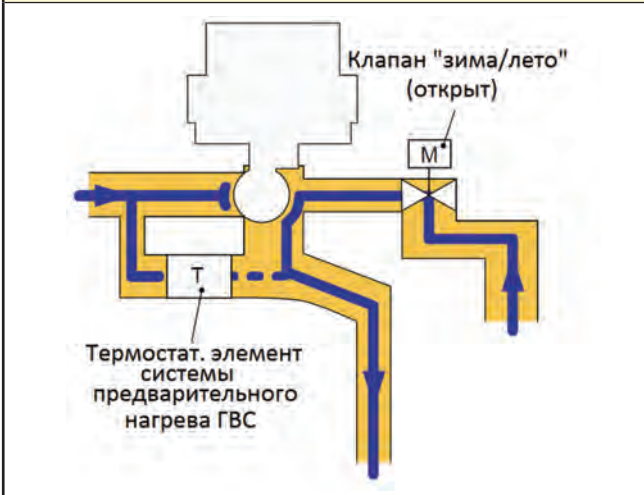 Клапан "зима/лето"
(открыт)
М
Т
Термостат. элемент
системы
предварительного
нагрева ГВС